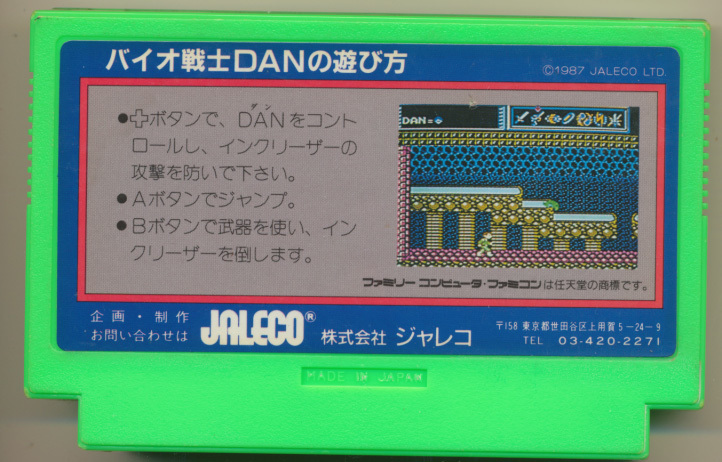 バイオ戦士DANの遊び方
©1987 JALECO LTD.
●✚ボタンで、DANをコント
ダン
ロールし、インクリーザーの
攻撃を防いで下さい。
●Aボタンでジャンプ。
●Bボタンで武器を使い、イン
クリーザーを倒します。
DAN=
ファミリーコンピュータ・ファミコンは任天堂の商標です。
企画・制作
お問い合わせは
JALECO®
株式会社 ジャレコ
〒158 東京都世田谷区上用賀5-24-9
TEL 03-420-2271
MADE IN JAPAN